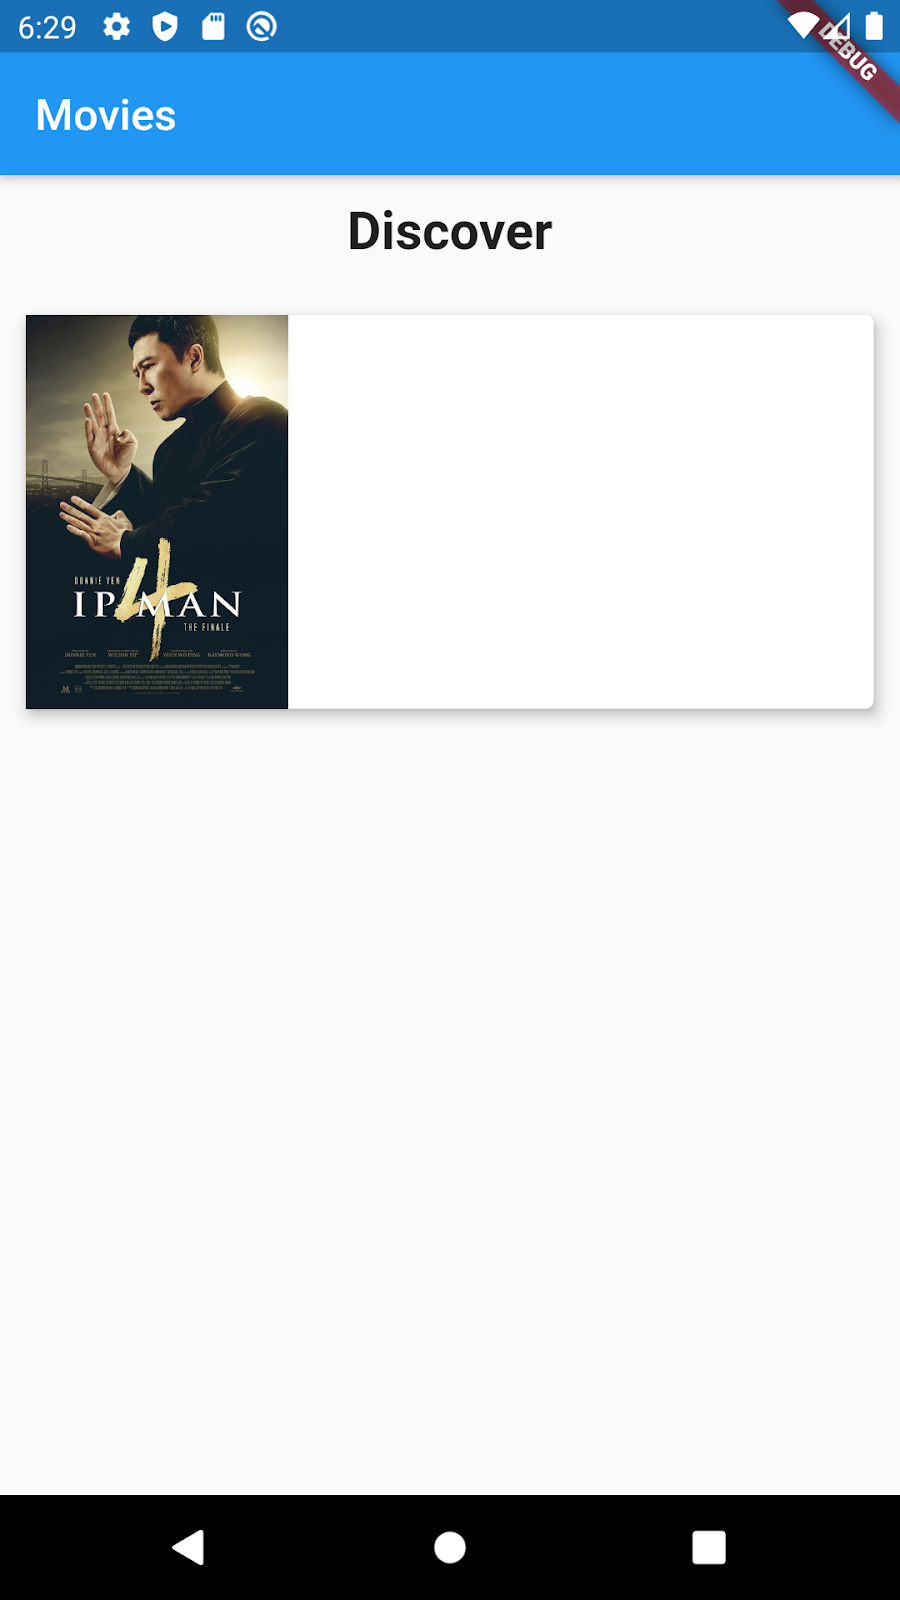 6:29
DEBUG
Movies
Discover
DONNIE YEN
IP MAN
4
THE FINALE
DONNIE YEN WILSON YIP YUEN WO PING RAYMOND WONG